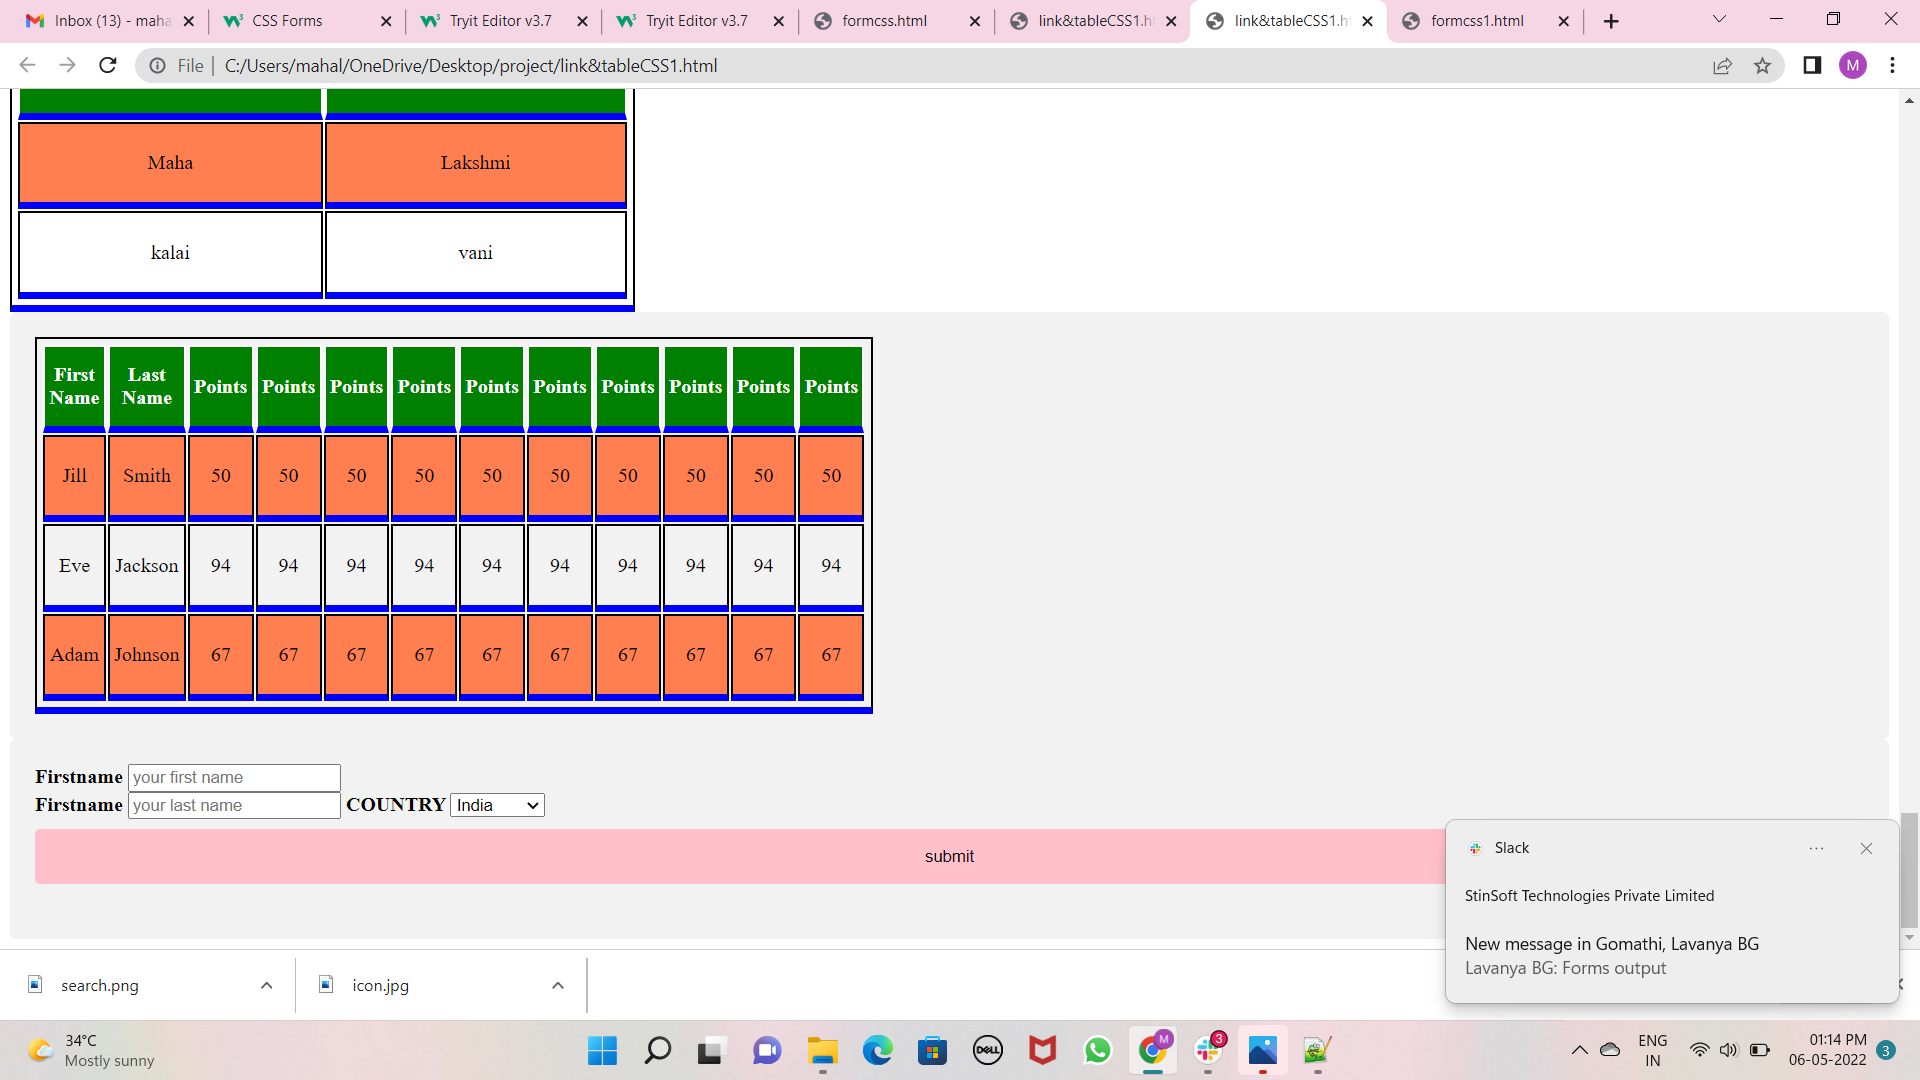 Inbox (13) - maha
CSS Forms
Tryit Editor v3.7
Tryit Editor v3.7
formcss.html
link&tableCSS1.h
link&tableCSS1.h
formcss1.html
File
C:/Users/mahal/OneDrive/Desktop/project/link&tableCSS1.html
M
Maha Lakshmi
kalai vani
First Name Last Name Points Points Points Points Points Points Points Points Points Points
Jill Smith 50 50 50 50 50 50 50 50 50 50
Eve Jackson 94 94 94 94 94 94 94 94 94 94
Adam Johnson 67 67 67 67 67 67 67 67 67 67
Firstname your first name
Firstname your last name COUNTRY India
submit
Slack
StinSoft Technologies Private Limited
New message in Gomathi, Lavanya BG
Lavanya BG: Forms output
search.png
icon.jpg
34°C
Mostly sunny
DELL
M
3
ENG
IN
01:14 PM
06-05-2022
3